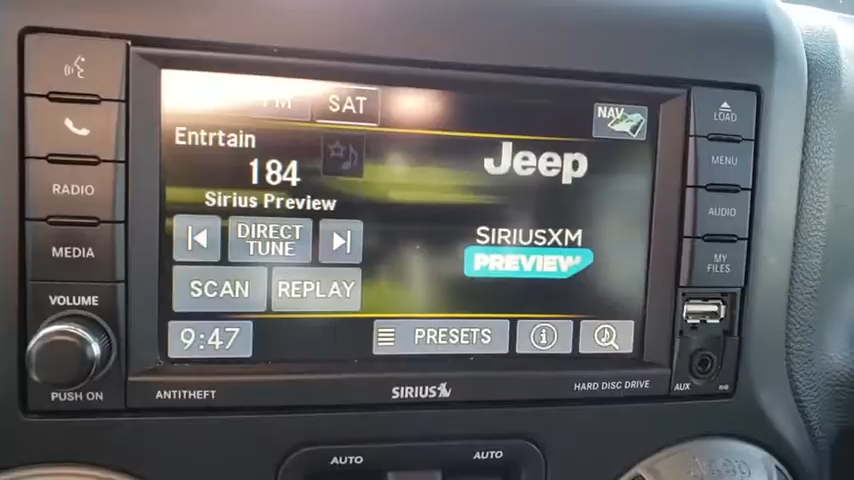 FM
SAT
NAV
LOAD
Entrtain
184
Sirius Preview
Jeep
MENU
RADIO
AUDIO
DIRECT
TUNE
SIRIUSXM
PREVIEW
MEDIA
MY
FILES
SCAN
REPLAY
VOLUME
9:47
PRESETS
i
PUSH ON
ANTITHEFT
SIRIUS
HARD DISC DRIVE
AUX
AUTO
AUTO
Jeep